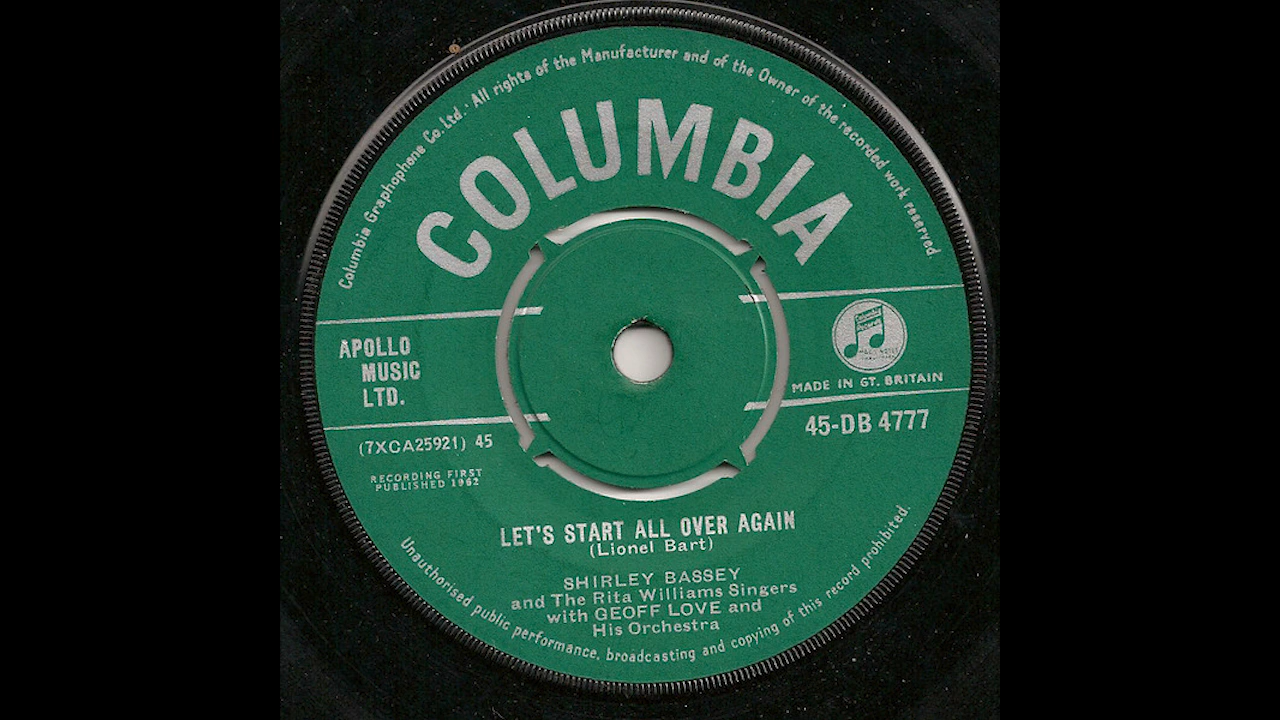 Columbia Graphophone Co. Ltd. · All rights of the Manufacturer and of the Owner of the recorded work reserved.
COLUMBIA
APOLLO
MUSIC
LTD.
(7XCA25921) 45
RECORDING FIRST
PUBLISHED 1962
Columbia
Records
MADE IN GT. BRITAIN
45-DB 4777
LET'S START ALL OVER AGAIN
(Lionel Bart)
SHIRLEY BASSEY
and The Rita Williams Singers
with GEOFF LOVE and
His Orchestra
Unauthorised public performance, broadcasting and copying of this record prohibited.